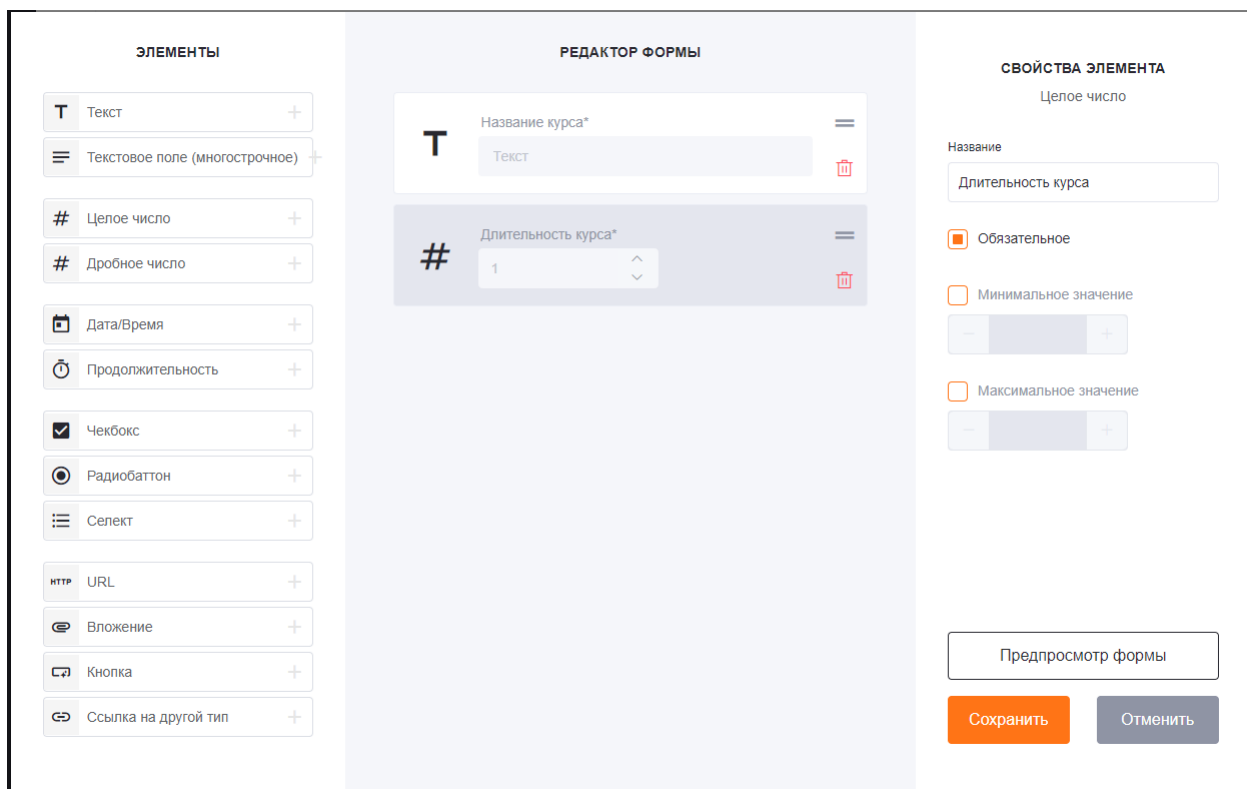 ЭЛЕМЕНТЫ
Текст
Текстовое поле (многострочное)
Целое число
Дробное число
Дата/Время
Продолжительность
Чекбокс
Радиобаттон
Селект
HTTP URL
Вложение
Кнопка
Ссылка на другой тип
РЕДАКТОР ФОРМЫ
T
Название курса*
Текст
#
Длительность курса*
1
СВОЙСТВА ЭЛЕМЕНТА
Целое число
Название
Длительность курса
Обязательное
Минимальное значение
Максимальное значение
Предпросмотр формы
Сохранить
Отменить